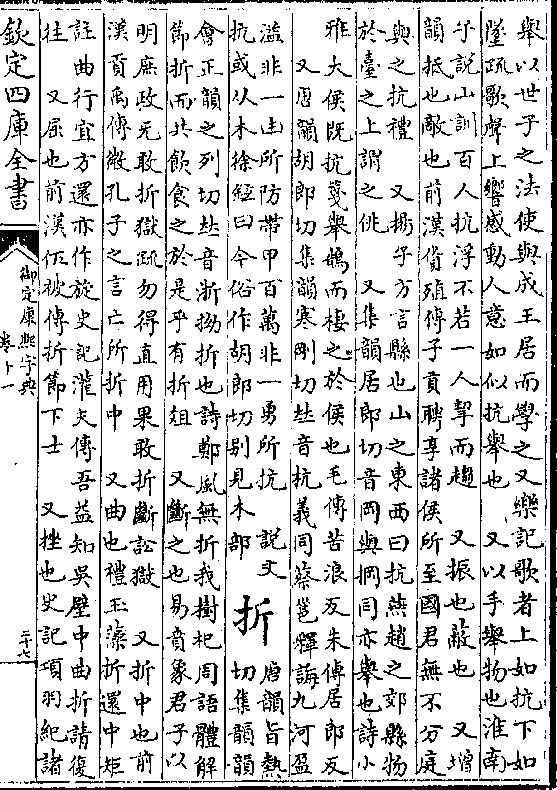 舉以世子之法使與成王居而學之又樂記歌者上如抗下如
墜疏歌聲上響感動人意如似抗舉也　又以手舉物也淮南
子說山訓百人抗浮不若一人挈而趨　又振也蔽也　又增
韻抵也敵也前漢貨殖傳子貢聘享諸侯所至國君無不分庭
與之抗禮　又揚子方言縣也山之東西曰抗燕趙之郊縣物
於臺之上謂之佻　又集韻居郎切音岡與掆同亦舉也詩小
雅大侯既抗箋舉鵠而棲之於侯也毛傳苦浪反朱傳居郎反
又唐韻胡郎切集韻寒剛切𠀤音杭義同蔡邕釋誨九河盈
溢非一凷所防帶甲百萬非一勇所抗　說文
抗或从木徐鉉曰今俗作胡郎切别見木部
折
唐韻旨熱
切集韻韻
會正韻之列切𠀤音浙拗折也詩鄭風無折我樹杞周語體解
節折而共飲食之於是乎有折俎　又斷之也易賁象君子以
明庶政无敢折獄疏勿得直用果敢折斷訟獄　又折中也前
漢貢禹傳微孔子之言亡所折中　又曲也禮玉藻折還中矩
註曲行宜方還亦作旋史記灌夫傳吾益知吳壁中曲折請復
往　又屈也前漢伍被傳折節下士　又挫也史記項羽紀諸
欽定四庫全書
御定康熙字典
卷十一
二十七